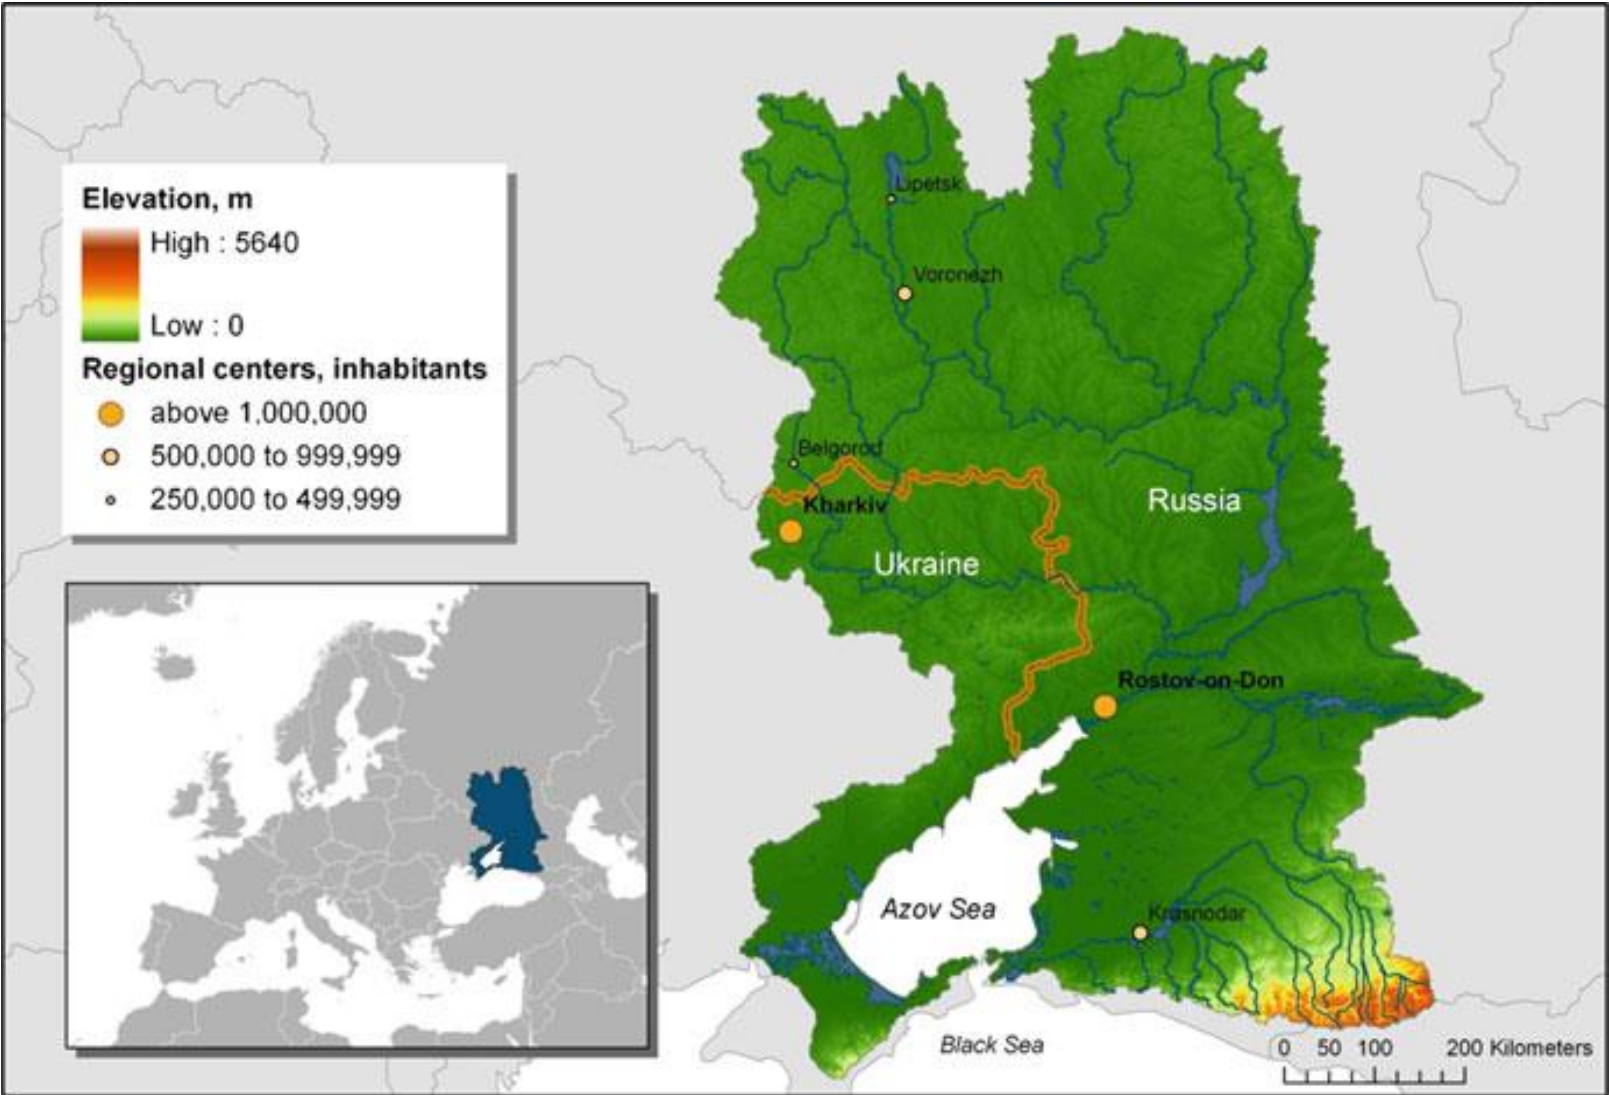 Elevation, m
High : 5640
Low : 0
Regional centers, inhabitants
above 1,000,000
500,000 to 999,999
250,000 to 499,999
Lipetsk
Voronezh
Belgorod
Kharkiv
Russia
Ukraine
Rostov-on-Don
Azov Sea
Krasnodar
Black Sea
0 50 100 200 Kilometers